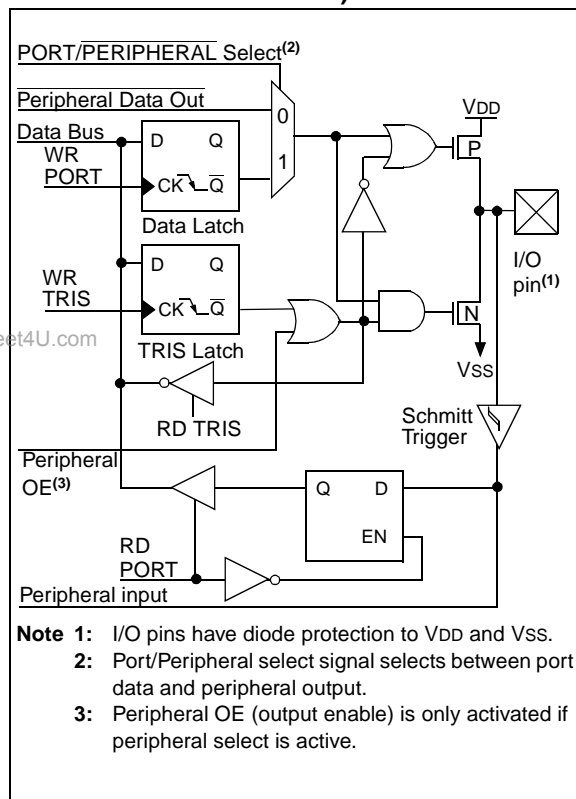 PORT/PERIPHERAL Select(2)
Peripheral Data Out
Data Bus
WR
PORT
D Q
CK Q
Data Latch
0
1
VDD
P
I/O
pin(1)
WR
TRIS
D Q
CK Q
TRIS Latch
N
VSS
et4U.com
RD TRIS
Schmitt
Trigger
Peripheral
OE(3)
Q D
EN
RD
PORT
Peripheral input
Note 1: I/O pins have diode protection to VDD and VSS.
2: Port/Peripheral select signal selects between port
data and peripheral output.
3: Peripheral OE (output enable) is only activated if
peripheral select is active.